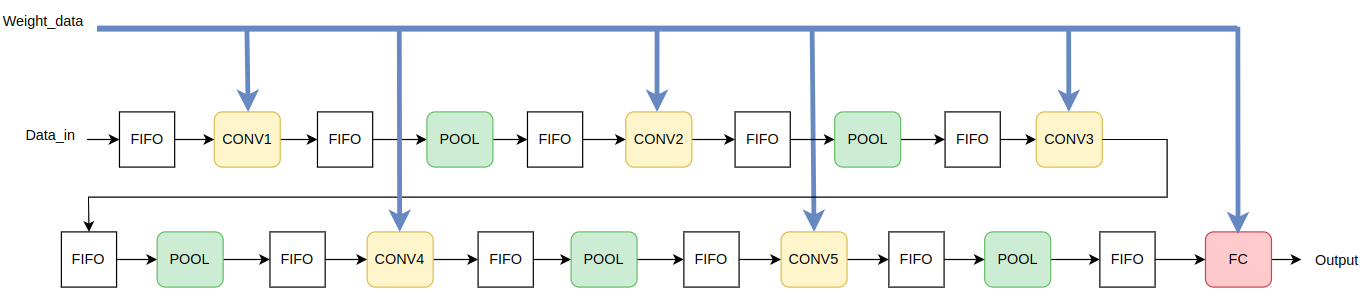 Weight_data
Data_in FIFO CONV1 FIFO POOL FIFO CONV2 FIFO POOL FIFO CONV3
FIFO POOL FIFO CONV4 FIFO POOL FIFO CONV5 FIFO POOL FIFO FC Output